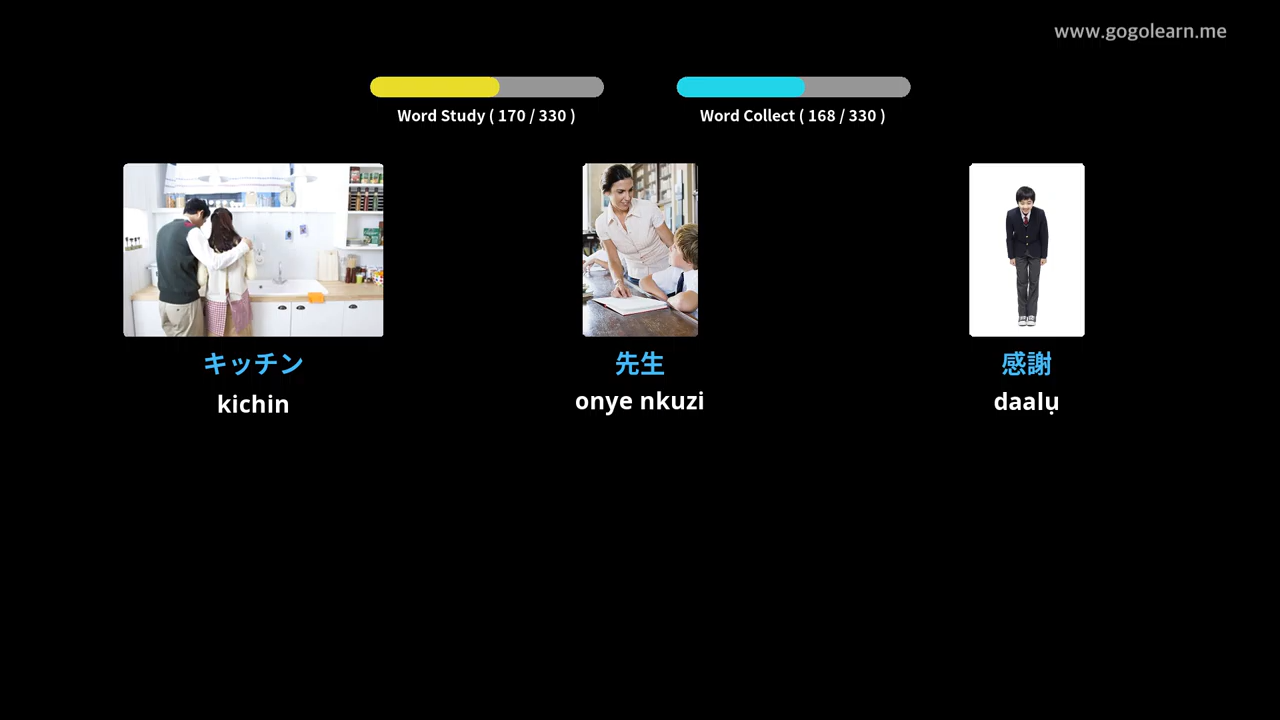 www.gogolearn.me
Word Study ( 170 / 330 )
Word Collect ( 168 / 330 )
キッチン
kichin
先生
onye nkuzi
感謝
daalụ